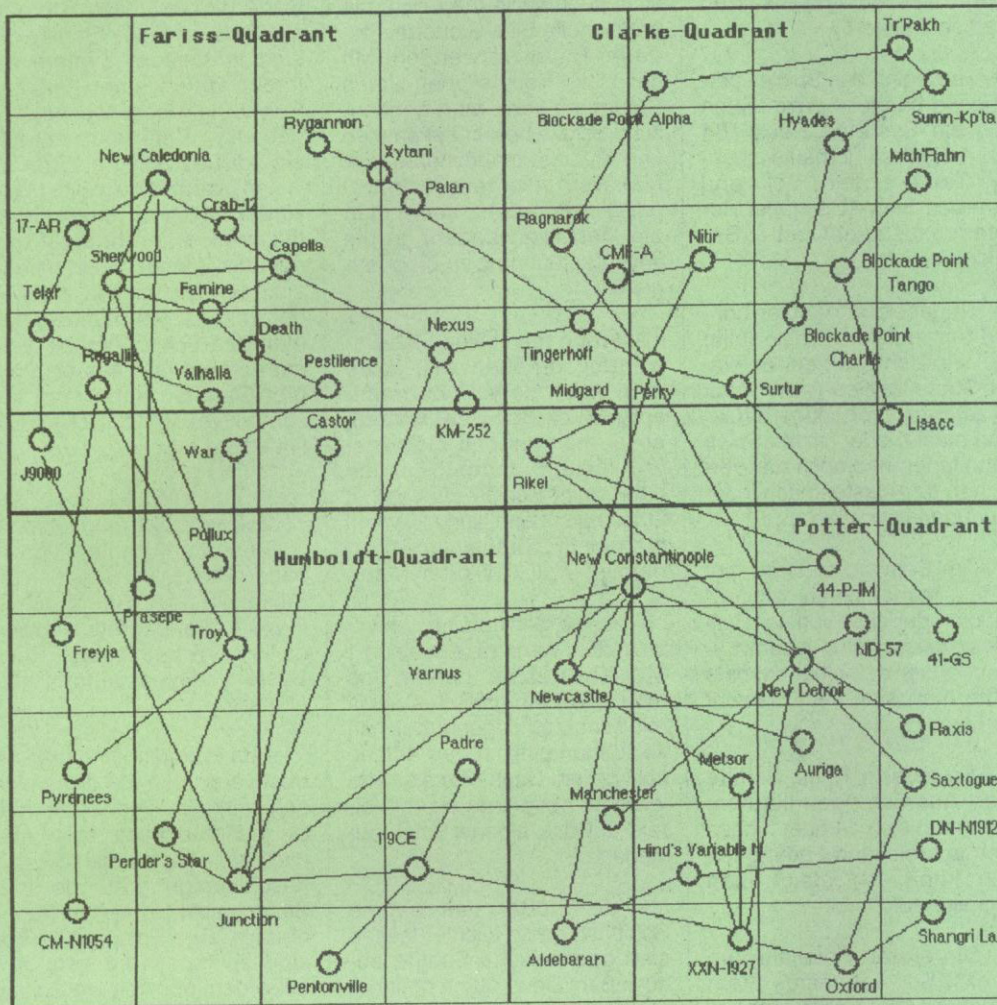 Fariss-Quadrant
Clarke-Quadrant
Tr'Pakh
Blockade Point Alpha
Hyades
Sumn-Kp'ta
Rygannon
Xytani
New Caledonia
Mah'Rahn
Palan
17-AR
Crab-12
Ragnarok
Nitir
Sherwood
Capella
CMF-A
Blockade Point
Tango
Telar
Famine
Death
Nexus
Tingerhoff
Blockade Point
Charlie
Regallis
Valhalla
Pestilence
Midgard
Perry
Surtur
Castor
KM-252
Lisacc
War
J9000
Rikel
Potter-Quadrant
Pollux
Humboldt-Quadrant
New Constantinople
44-P-IM
Prasepe
Troy
Freyja
Varnus
ND-57
41-GS
Newcastle
New Detroit
Raxis
Padre
Metsor
Auriga
Pyrenees
Manchester
Saxtogue
Pender's Star
119CE
Hind's Variable N.
DN-N1912
Junction
CM-N1054
Shangri La
Aldebaran
XXN-1927
Pentonville
Oxford